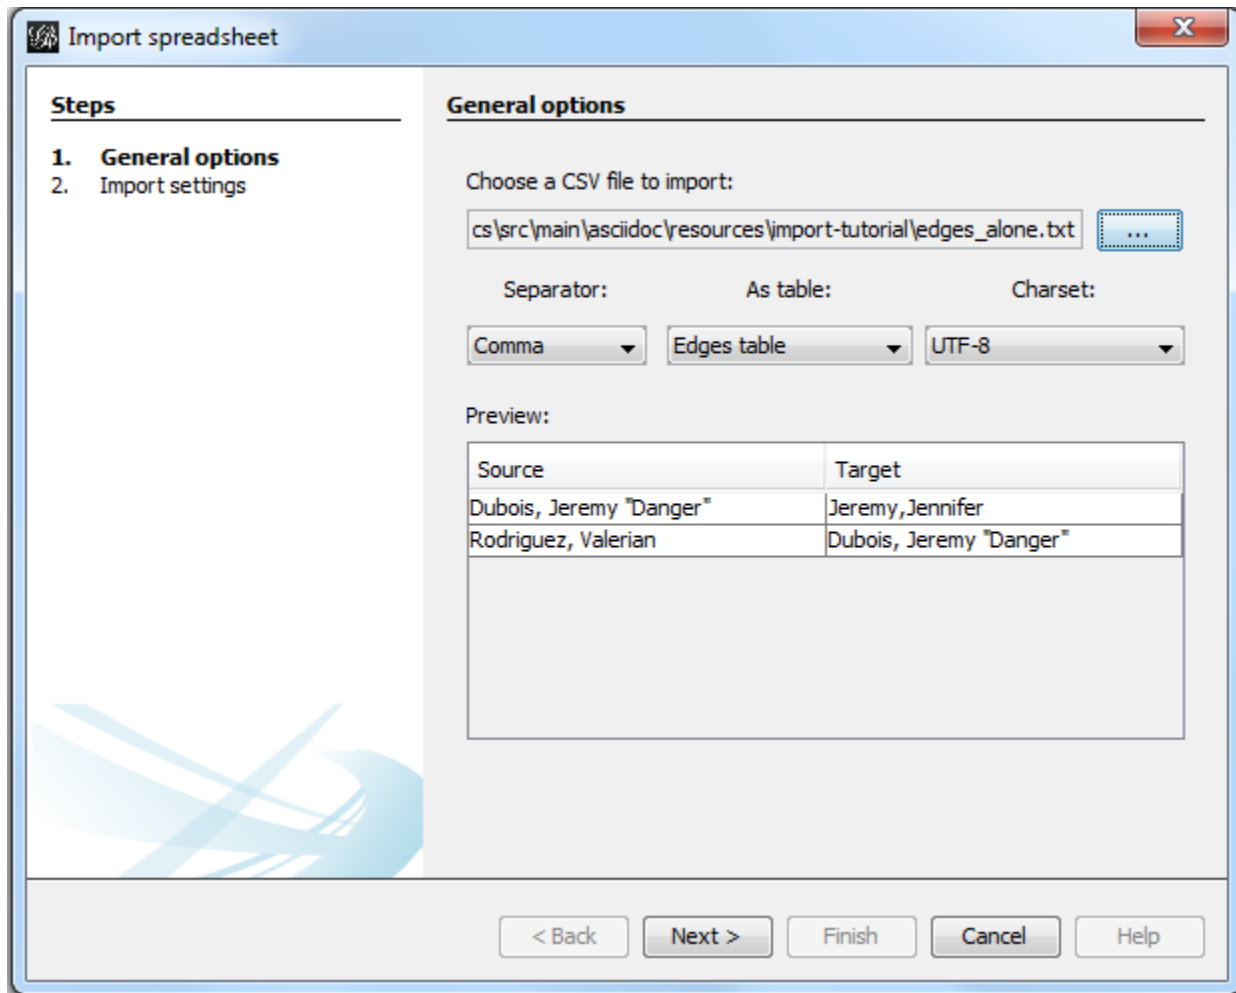 Import spreadsheet
Steps
1. General options
2. Import settings
General options
Choose a CSV file to import:
cs\src\main\asciidoc\resources\import-tutorial\edges_alone.txt ...
Separator: As table: Charset:
Comma Edges table UTF-8
Preview:
Source Target
Dubois, Jeremy "Danger" Jeremy,Jennifer
Rodriguez, Valerian Dubois, Jeremy "Danger"
< Back Next > Finish Cancel Help